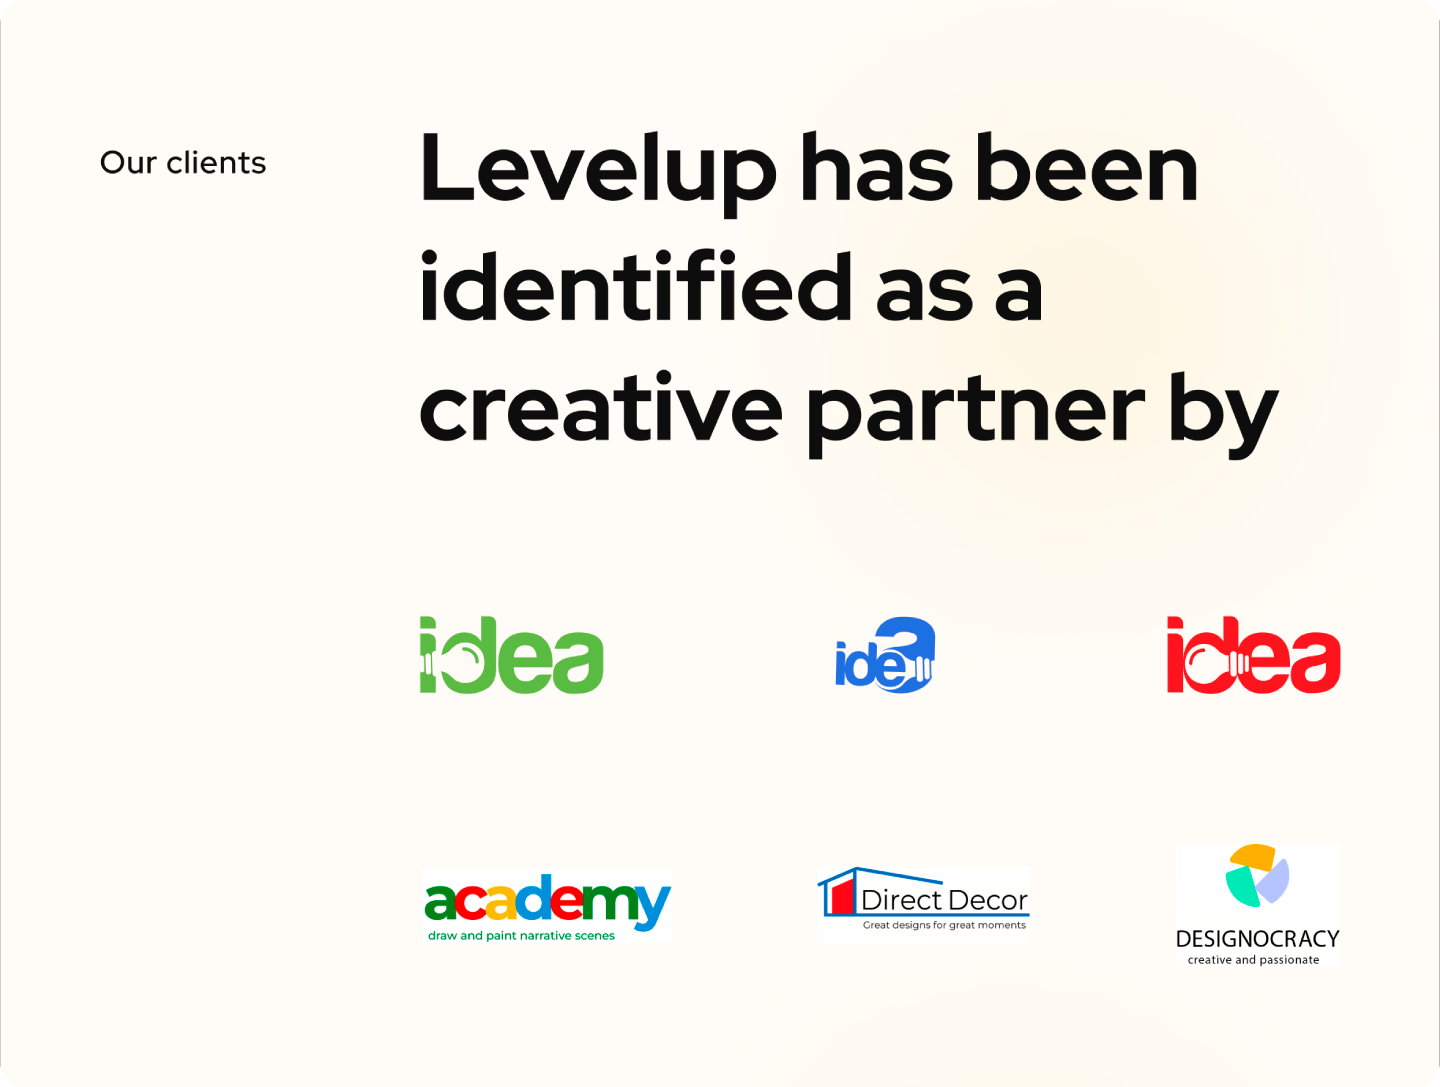 Our clients
Levelup has been
identified as a
creative partner by
idea
idea
idea
academy
draw and paint narrative scenes
Direct Decor
Great designs for great moments
DESIGNOCRACY
creative and passionate